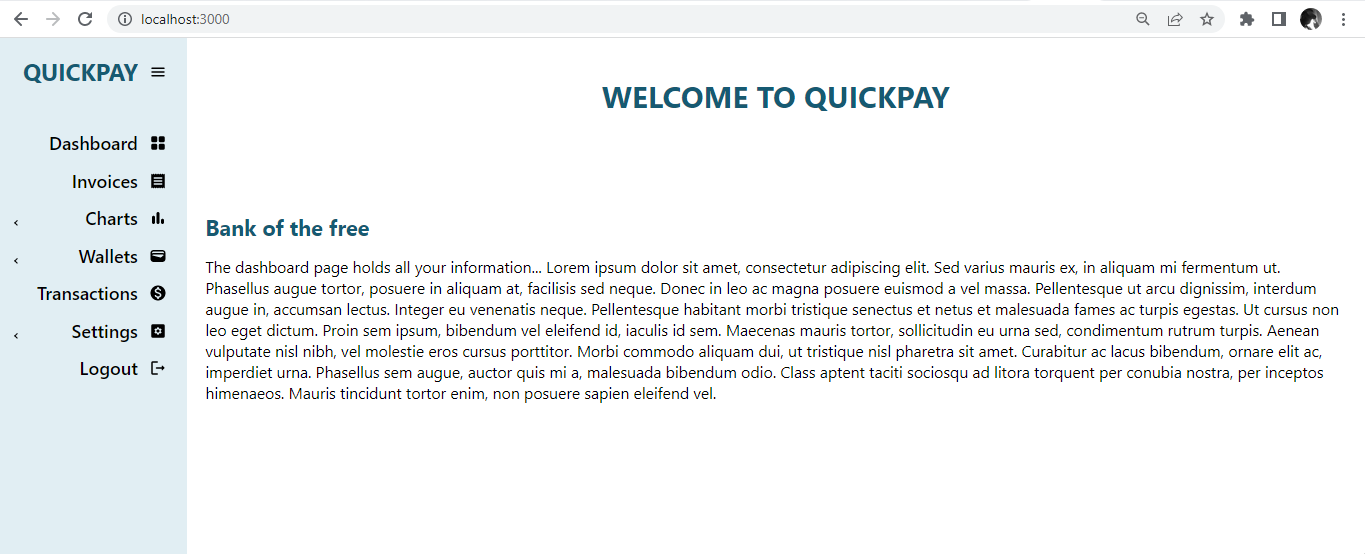 localhost:3000
QUICKPAY
Dashboard
Invoices
Charts
Wallets
Transactions
Settings
Logout
WELCOME TO QUICKPAY
Bank of the free
The dashboard page holds all your information... Lorem ipsum dolor sit amet, consectetur adipiscing elit. Sed varius mauris ex, in aliquam mi fermentum ut.
Phasellus augue tortor, posuere in aliquam at, facilisis sed neque. Donec in leo ac magna posuere euismod a vel massa. Pellentesque ut arcu dignissim, interdum
augue in, accumsan lectus. Integer eu venenatis neque. Pellentesque habitant morbi tristique senectus et netus et malesuada fames ac turpis egestas. Ut cursus non
leo eget dictum. Proin sem ipsum, bibendum vel eleifend id, iaculis id sem. Maecenas mauris tortor, sollicitudin eu urna sed, condimentum rutrum turpis. Aenean
vulputate nisl nibh, vel molestie eros cursus porttitor. Morbi commodo aliquam dui, ut tristique nisl pharetra sit amet. Curabitur ac lacus bibendum, ornare elit ac,
imperdiet urna. Phasellus sem augue, auctor quis mi a, malesuada bibendum odio. Class aptent taciti sociosqu ad litora torquent per conubia nostra, per inceptos
himenaeos. Mauris tincidunt tortor enim, non posuere sapien eleifend vel.